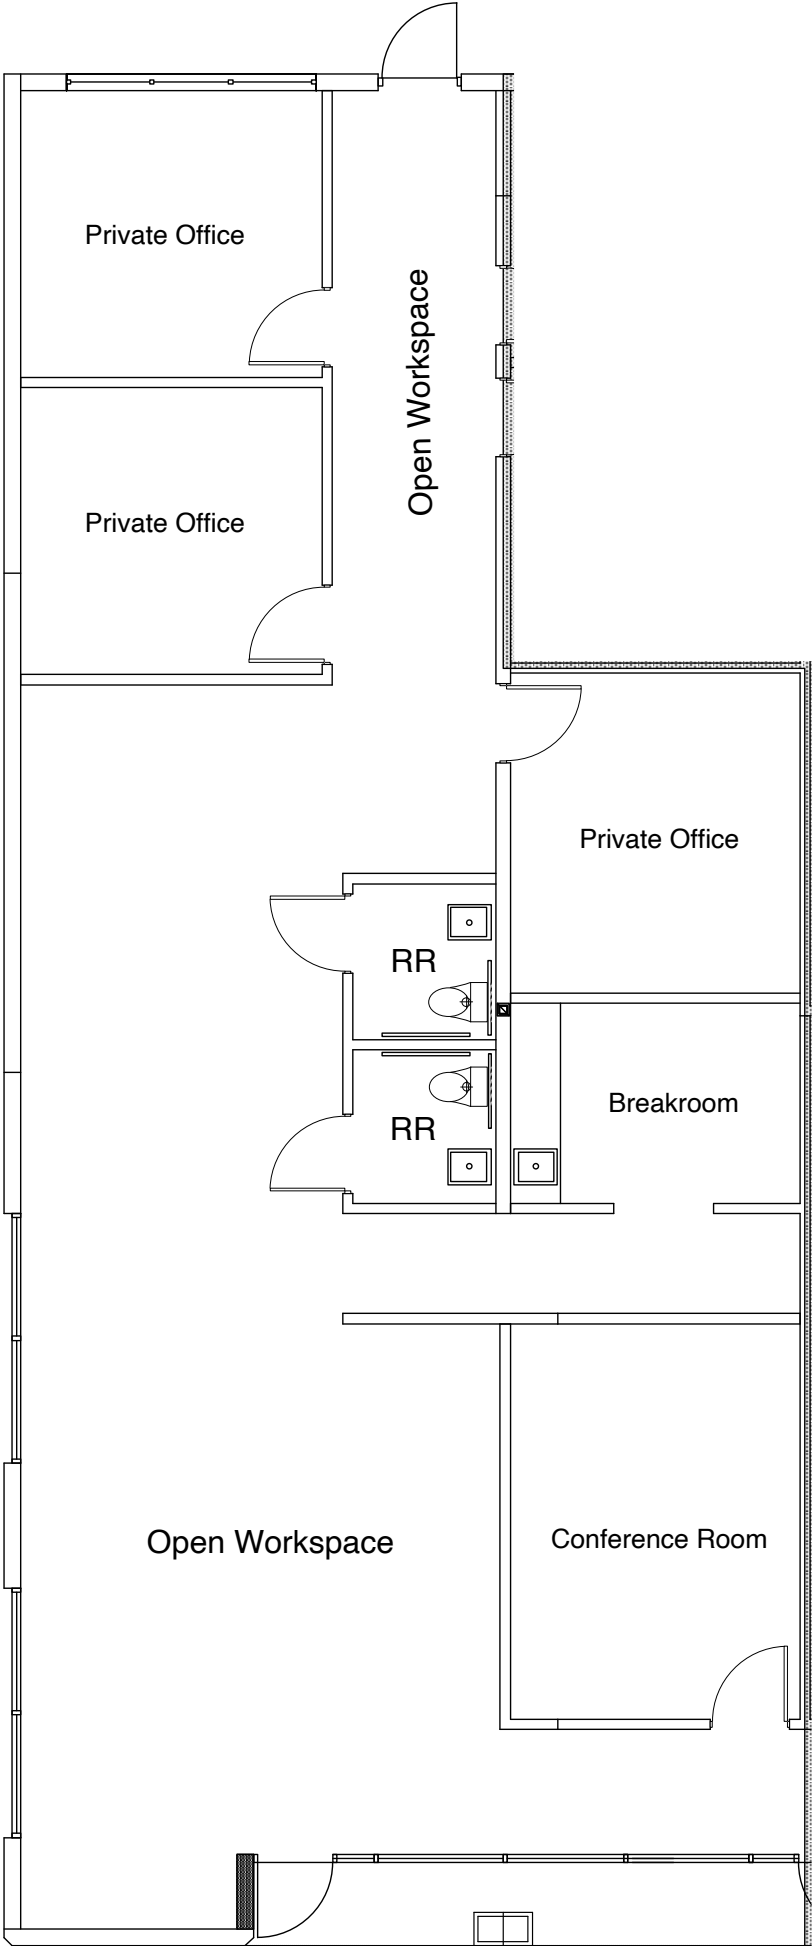 Private Office
Open Workspace
Private Office
Private Office
RR
Breakroom
RR
Open Workspace
Conference Room